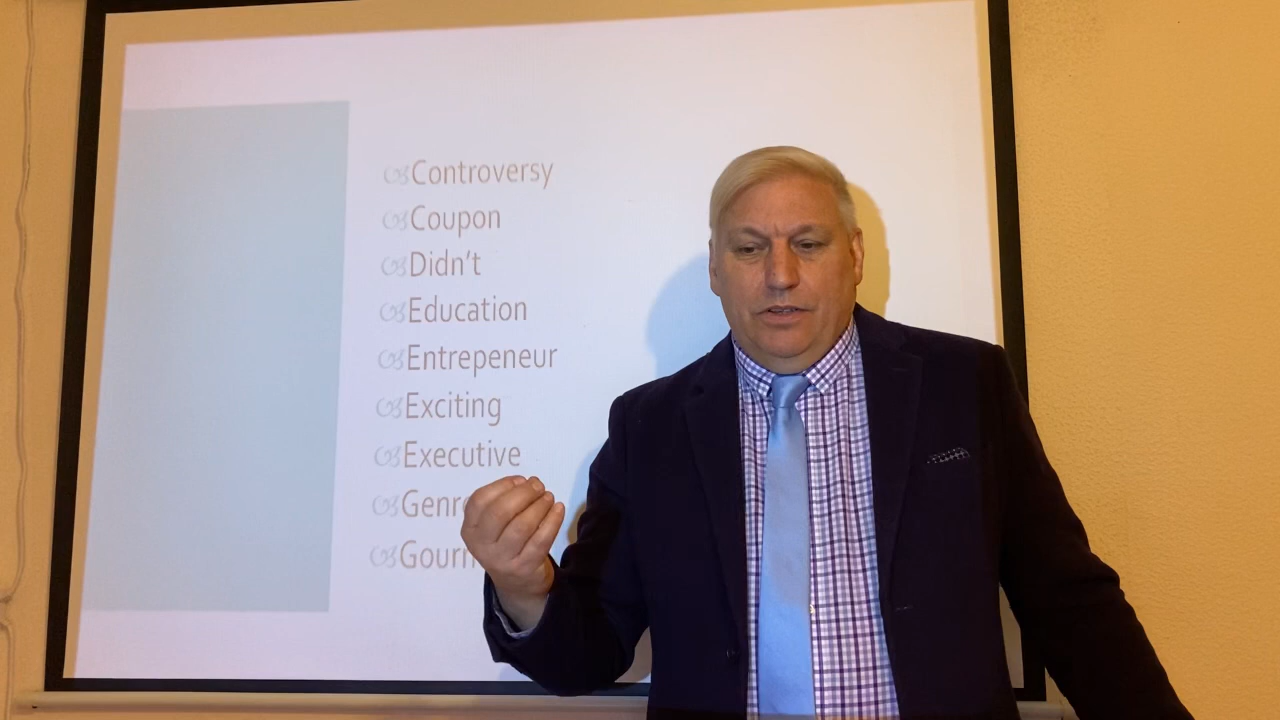 Controversy
Coupon
Didn't
Education
Entrepeneur
Exciting
Executive